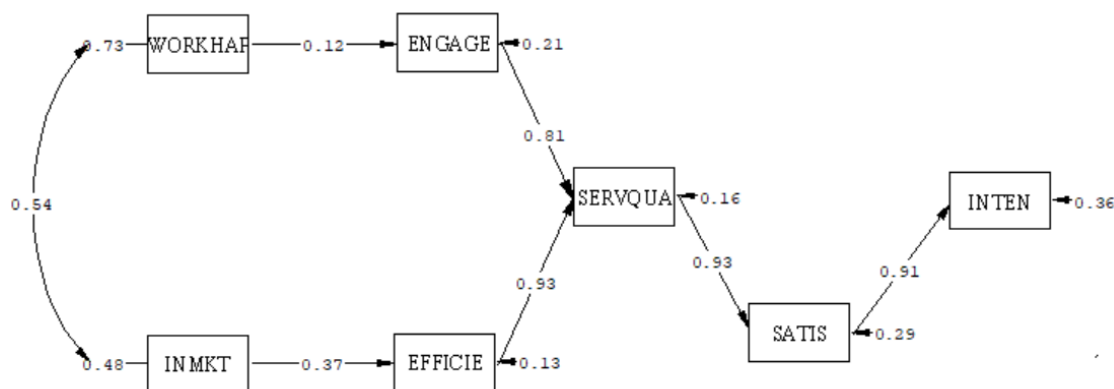 0.73 WORKHAP 0.12 ENGAGE 0.21
0.81
0.54 SERVQUA 0.16 INTEN 0.36
0.93 0.93 0.91
SATIS 0.29
0.48 INMKT 0.37 EFFICIE 0.13